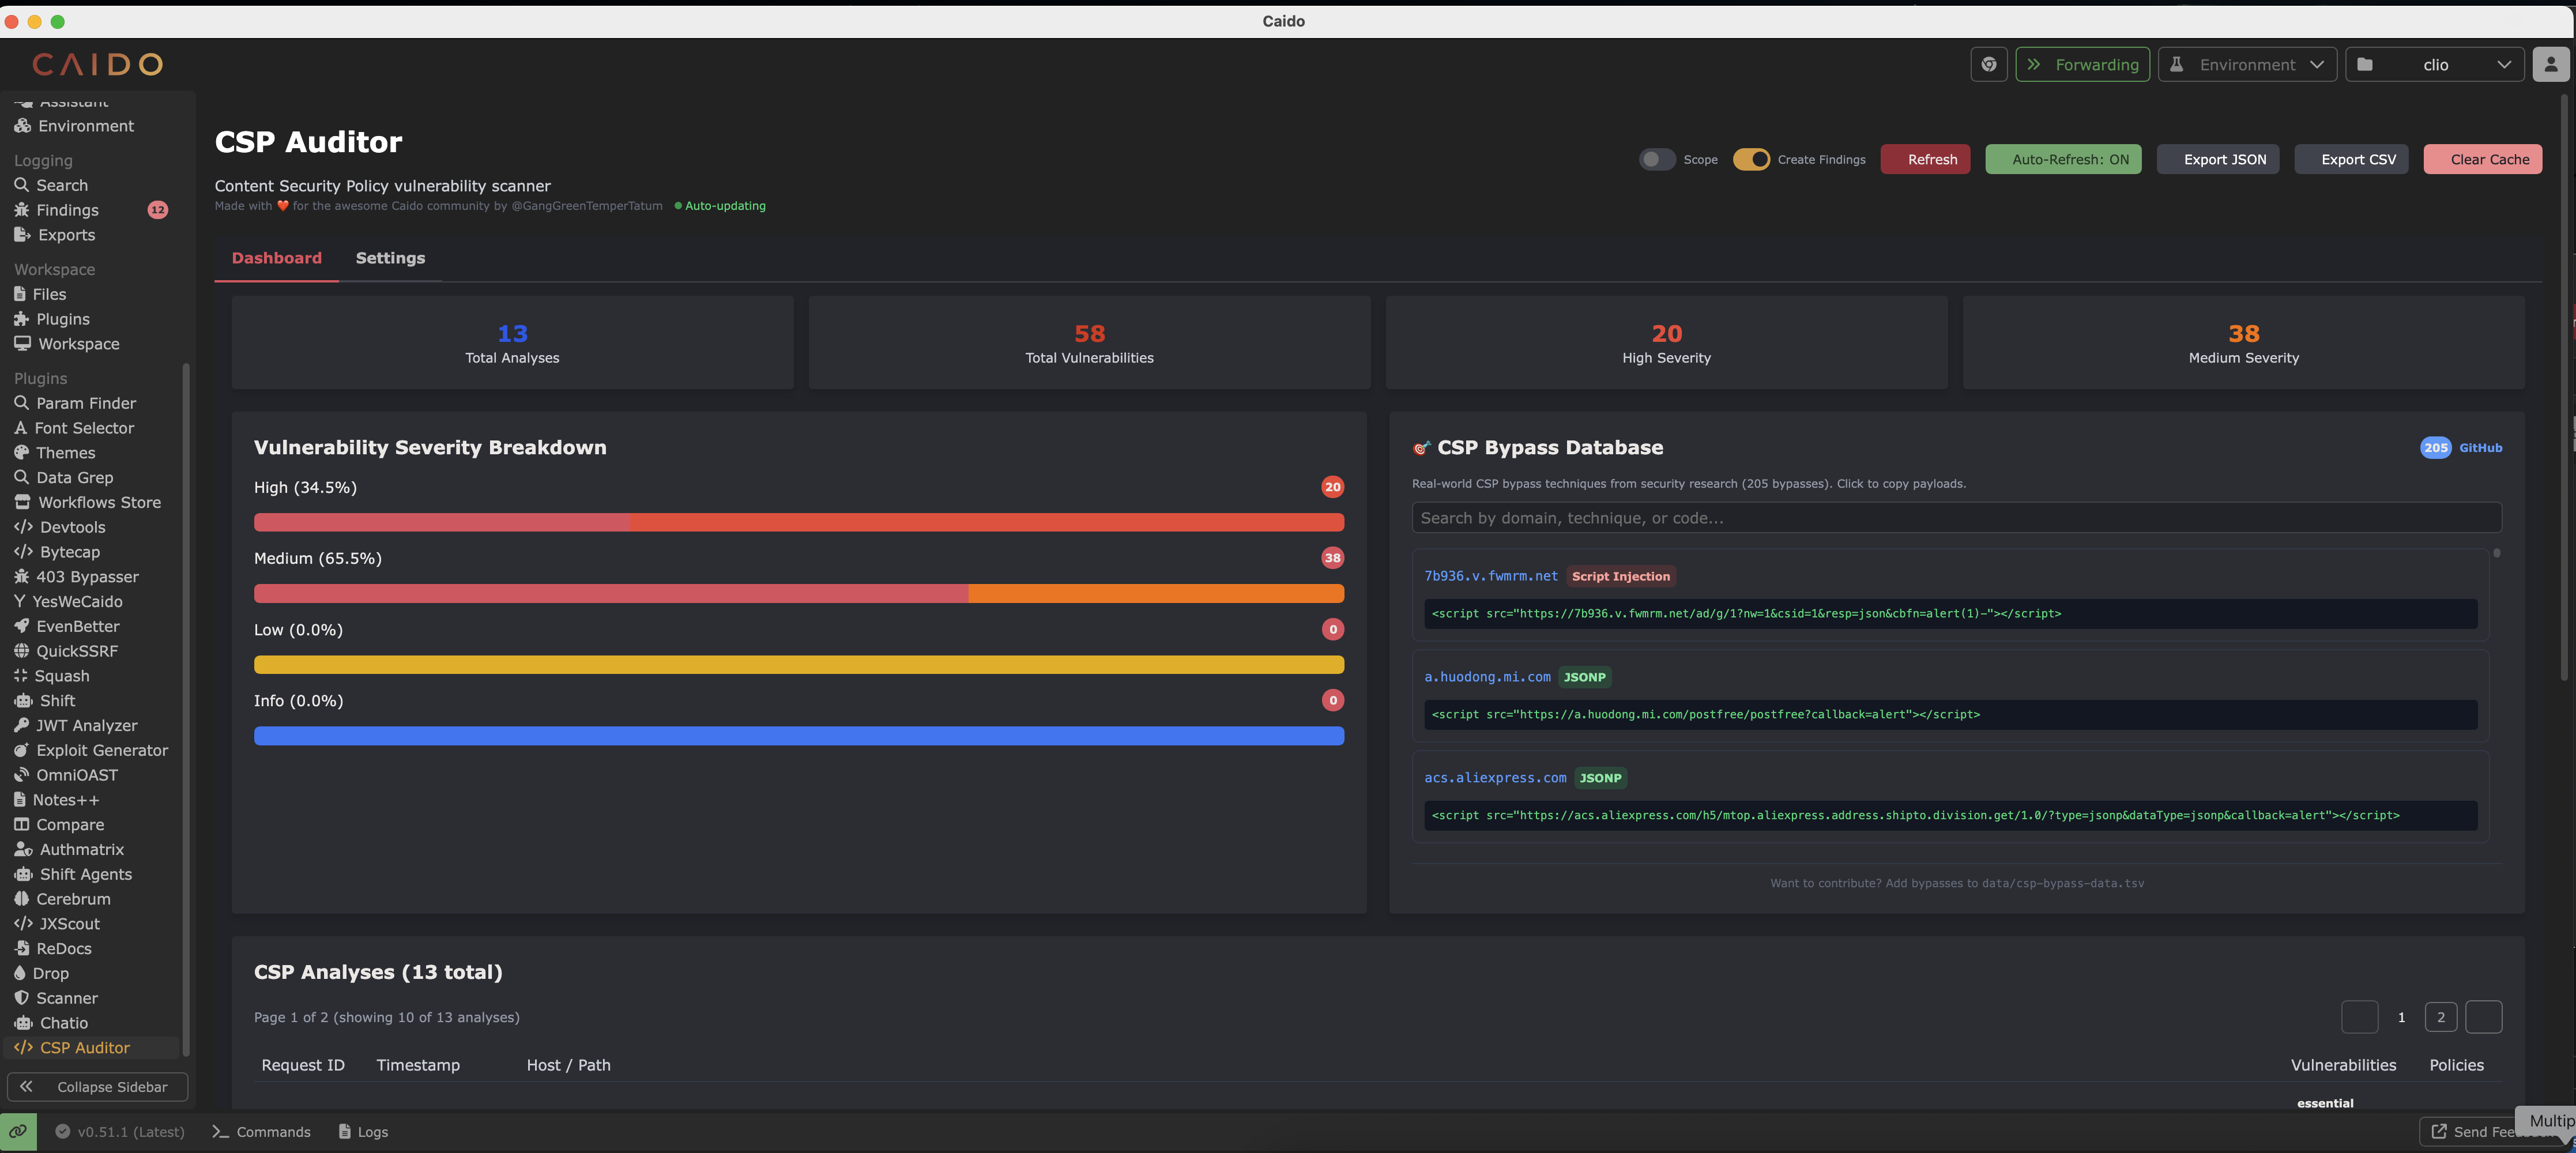 Caido
CAIDO
Forwarding
Environment
clio
Assistant
Environment
Logging
Search
Findings 12
Exports
Workspace
Files
Plugins
Workspace
Plugins
Param Finder
Font Selector
Themes
Data Grep
Workflows Store
Devtools
Bytecap
403 Bypasser
YesWeCaido
EvenBetter
QuickSSRF
Squash
Shift
JWT Analyzer
Exploit Generator
OmniOAST
Notes++
Compare
Authmatrix
Shift Agents
Cerebrum
JXScout
ReDocs
Drop
Scanner
Chatio
CSP Auditor
Collapse Sidebar
CSP Auditor
Content Security Policy vulnerability scanner
Made with ❤️ for the awesome Caido community by @GangGreenTemperTatum
Auto-updating
Scope
Create Findings
Refresh
Auto-Refresh: ON
Export JSON
Export CSV
Clear Cache
Dashboard
Settings
13
Total Analyses
58
Total Vulnerabilities
20
High Severity
38
Medium Severity
Vulnerability Severity Breakdown
High (34.5%) 20
Medium (65.5%) 38
Low (0.0%) 0
Info (0.0%) 0
🎯 CSP Bypass Database
205 GitHub
Real-world CSP bypass techniques from security research (205 bypasses). Click to copy payloads.
Search by domain, technique, or code...
7b936.v.fwmrm.net Script Injection
<script src="https://7b936.v.fwmrm.net/ad/g/1?nw=1&csid=1&resp=json&cbfn=alert(1)-"></script>
a.huodong.mi.com JSONP
<script src="https://a.huodong.mi.com/postfree/postfree?callback=alert"></script>
acs.aliexpress.com JSONP
<script src="https://acs.aliexpress.com/h5/mtop.aliexpress.address.shipto.division.get/1.0/?type=jsonp&dataType=jsonp&callback=alert"></script>
Want to contribute? Add bypasses to data/csp-bypass-data.tsv
CSP Analyses (13 total)
Page 1 of 2 (showing 10 of 13 analyses)
1 2
Request ID Timestamp Host / Path Vulnerabilities Policies
essential
v0.51.1 (Latest)
Commands
Logs
Send Fee
Multip